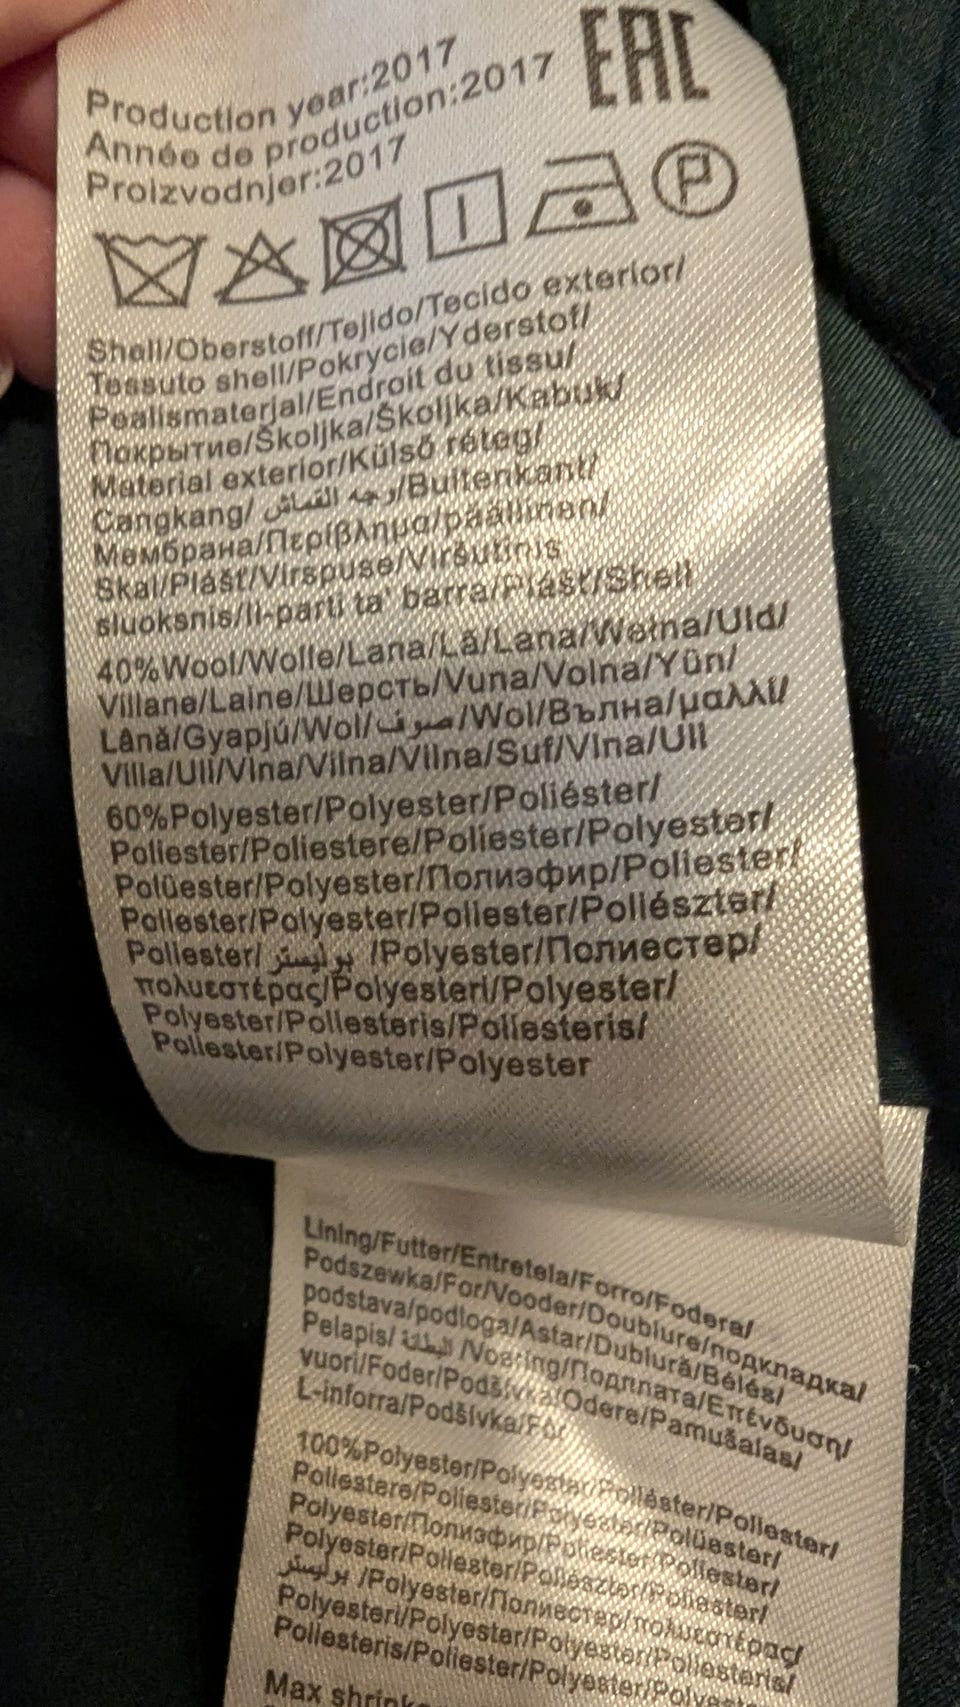 EAC
Production year:2017
Année de production:2017
Proizvodnjer:2017
P
Shell/Oberstoff/Tejido/Tecido exterior/
Tessuto shell/Pokrycie/Yderstof/
Pealismaterjal/Endroit du tissu/
Покрытие/Školjka/Školjka/Kabuk/
Material exterior/Külső réteg/
Cangkang/ وجه القماش/Buitenkant/
Мембрана/Περίβλημα/päällinen/
Skal/Plášť/Virspuse/Viršutinis
sluoksnis/Il-parti ta' barra/Plášť/Shell
40%Wool/Wolle/Lana/Lã/Lana/Wełna/Uld/
Villane/Laine/Шерсть/Vuna/Volna/Yün/
Lână/Gyapjú/Wol/صوف/Wol/Вълна/μαλλί/
Villa/Ull/Vlna/Vilna/Vilna/Suf/Vlna/Ull
60%Polyester/Polyester/Poliéster/
Poliester/Poliestere/Poliester/Polyester/
Polüester/Polyester/Полиэфир/Poliester/
Poliester/Polyester/Poliester/Poliészter/
Poliester/ بوليستر /Polyester/Полиестер/
πολυεστέρας/Polyesteri/Polyester/
Polyester/Poliesteris/Poliesteris/
Poliester/Polyester/Polyester
Lining/Futter/Entretela/Forro/Fodera/
Podszewka/For/Vooder/Doublure/подкладка/
podstava/podloga/Astar/Dublură/Bélés/
Pelapis/ البطانة /Voering/Подплата/Επένδυση/
vuori/Foder/Podšívka/Odere/Pamušalas/
L-inforra/Podšívka/Fór
100%Polyester/Polyester/Poliéster/Poliester/
Poliestere/Poliester/Polyester/Polüester/
Polyester/Полиэфир/Poliester/Poliester/
Polyester/Poliester/Poliészter/Poliester/
بوليستر /Polyester/Полиестер/πολυεστέρας/
Polyesteri/Polyester/Polyester/Poliesteris/
Poliesteris/Poliester/Polyester/Polyester
Max